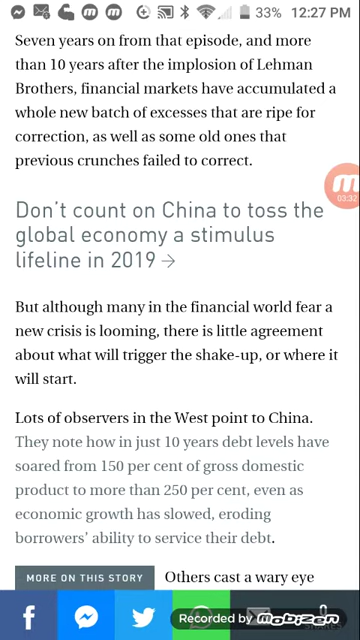 33% 12:27 PM
Seven years on from that episode, and more
than 10 years after the implosion of Lehman
Brothers, financial markets have accumulated a
whole new batch of excesses that are ripe for
correction, as well as some old ones that
previous crunches failed to correct.
03:32
Don't count on China to toss the
global economy a stimulus
lifeline in 2019 →
But although many in the financial world fear a
new crisis is looming, there is little agreement
about what will trigger the shake-up, or where it
will start.
Lots of observers in the West point to China.
They note how in just 10 years debt levels have
soared from 150 per cent of gross domestic
product to more than 250 per cent, even as
economic growth has slowed, eroding
borrowers' ability to service their debt.
MORE ON THIS STORY Others cast a wary eye
Recorded by mobizen